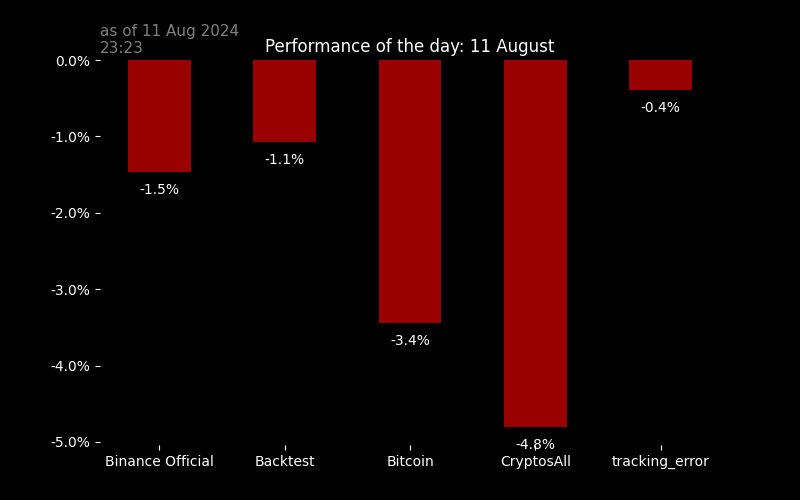 as of 11 Aug 2024
23:23
Performance of the day: 11 August
0.0%
-1.0%
-2.0%
-3.0%
-4.0%
-5.0%
-1.5%
-1.1%
-3.4%
-4.8%
-0.4%
Binance Official
Backtest
Bitcoin
CryptosAll
tracking_error